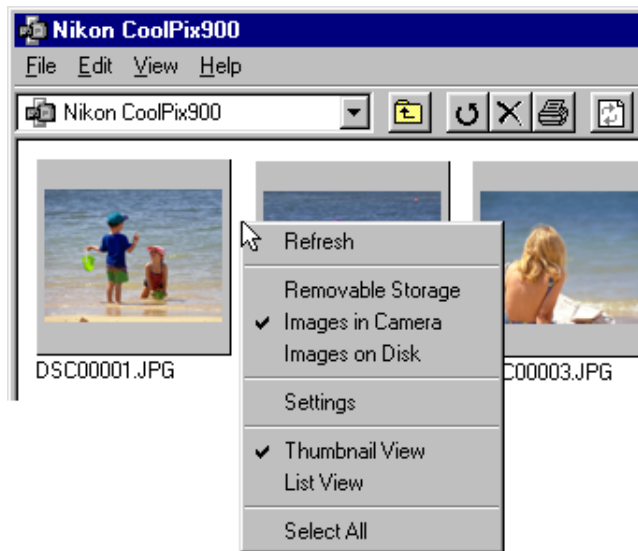 Nikon CoolPix900
File Edit View Help
Nikon CoolPix900
DSC00001.JPG
C00003.JPG
Refresh
Removable Storage
Images in Camera
Images on Disk
Settings
Thumbnail View
List View
Select All